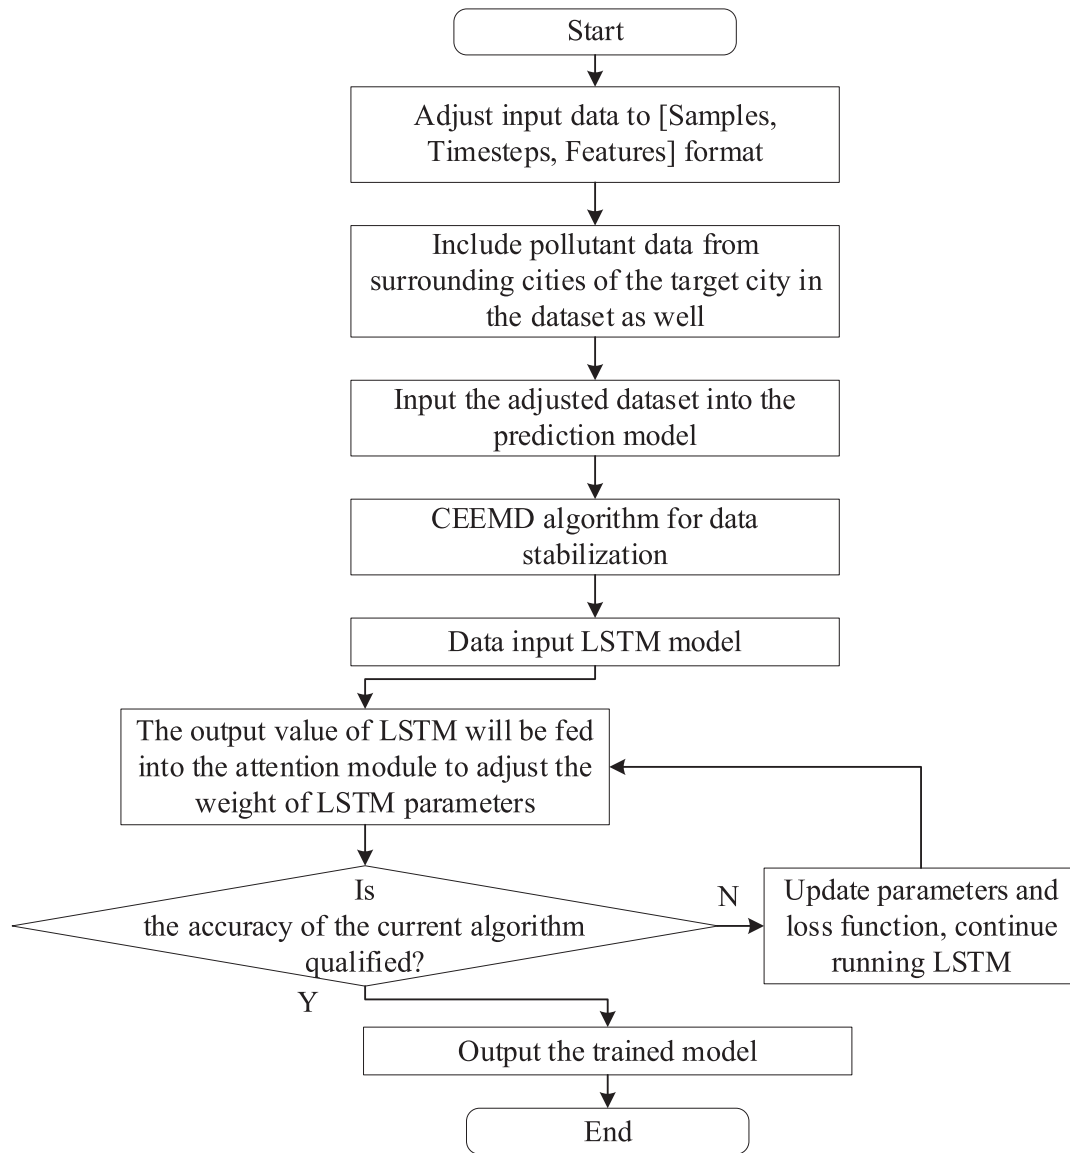 Start
Adjust input data to [Samples,
Timesteps, Features] format
Include pollutant data from
surrounding cities of the target city in
the dataset as well
Input the adjusted dataset into the
prediction model
CEEMD algorithm for data
stabilization
Data input LSTM model
The output value of LSTM will be fed
into the attention module to adjust the
weight of LSTM parameters
Is
the accuracy of the current algorithm
qualified?
N
Update parameters and
loss function, continue
running LSTM
Y
Output the trained model
End